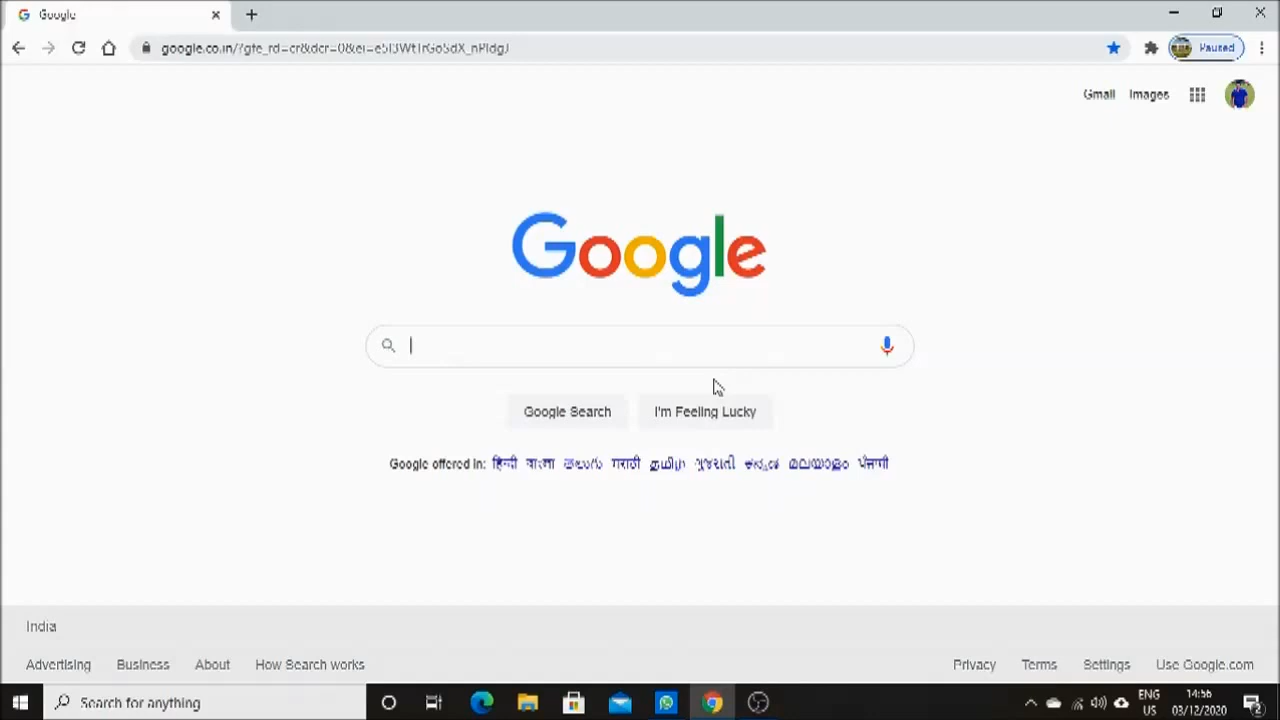 Google
Paused
Gmail Images
Google
Google Search I'm Feeling Lucky
Google offered in: हिन्दी বাংলা తెలుగు मराठी தமிழ் ગુજરાતી ಕನ್ನಡ മലയാളം ਪੰਜਾਬੀ
India
Advertising Business About How Search works Privacy Terms Settings Use Google.com
Search for anything
ENG
US
14:56
03/12/2020
2